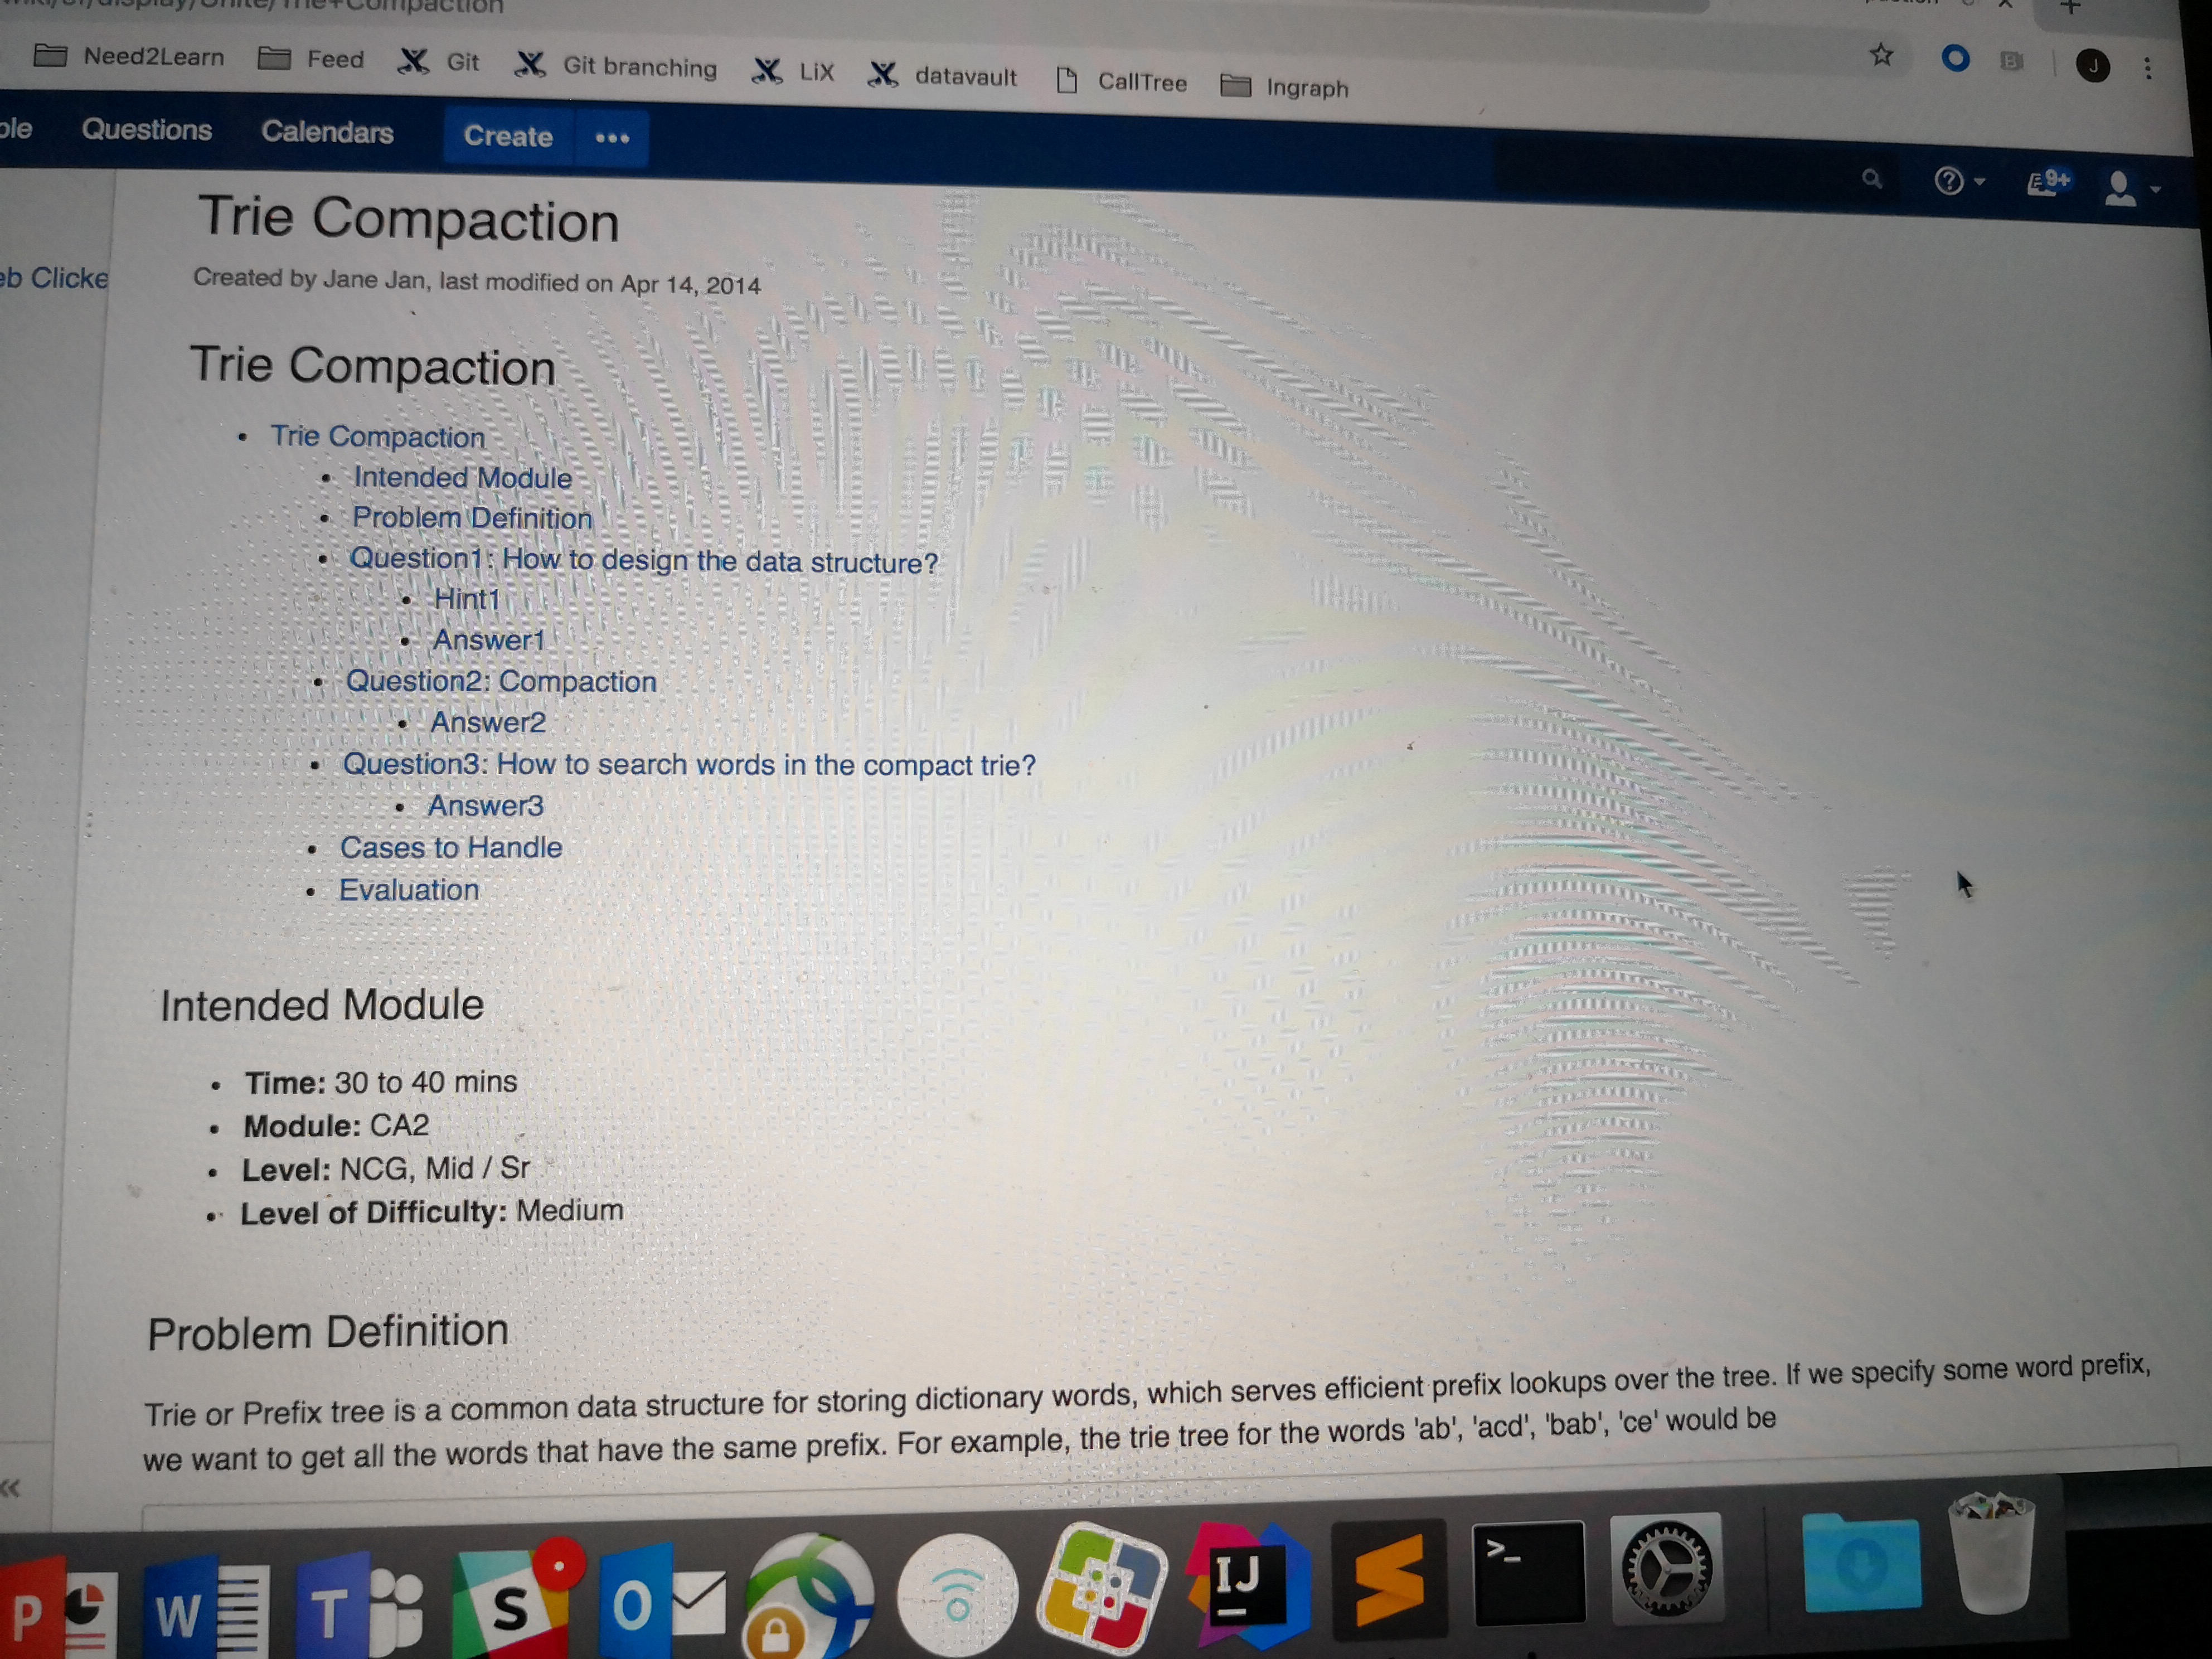 Need2Learn Feed Git Git branching LiX datavault CallTree Ingraph J
Questions Calendars Create ••• 9+
Trie Compaction
Created by Jane Jan, last modified on Apr 14, 2014
Trie Compaction
• Trie Compaction
• Intended Module
• Problem Definition
• Question1: How to design the data structure?
• Hint1
• Answer1
• Question2: Compaction
• Answer2
• Question3: How to search words in the compact trie?
• Answer3
• Cases to Handle
• Evaluation
Intended Module
• Time: 30 to 40 mins
• Module: CA2
• Level: NCG, Mid / Sr
• Level of Difficulty: Medium
Problem Definition
Trie or Prefix tree is a common data structure for storing dictionary words, which serves efficient prefix lookups over the tree. If we specify some word prefix,
we want to get all the words that have the same prefix. For example, the trie tree for the words 'ab', 'acd', 'bab', 'ce' would be
P W T S O IJ >_